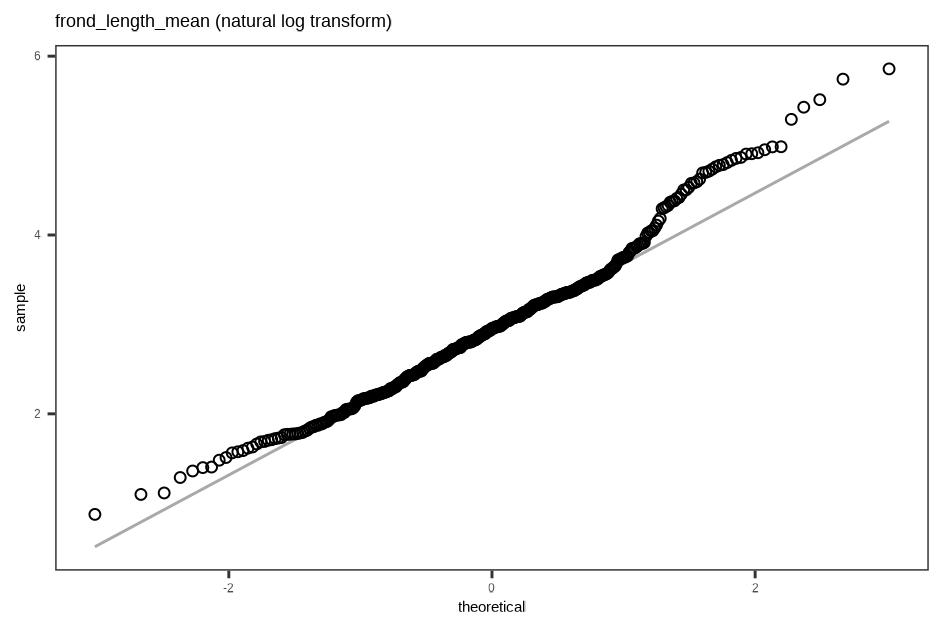 frond_length_mean (natural log transform)
6
4
2
sample
-2 0 2
theoretical